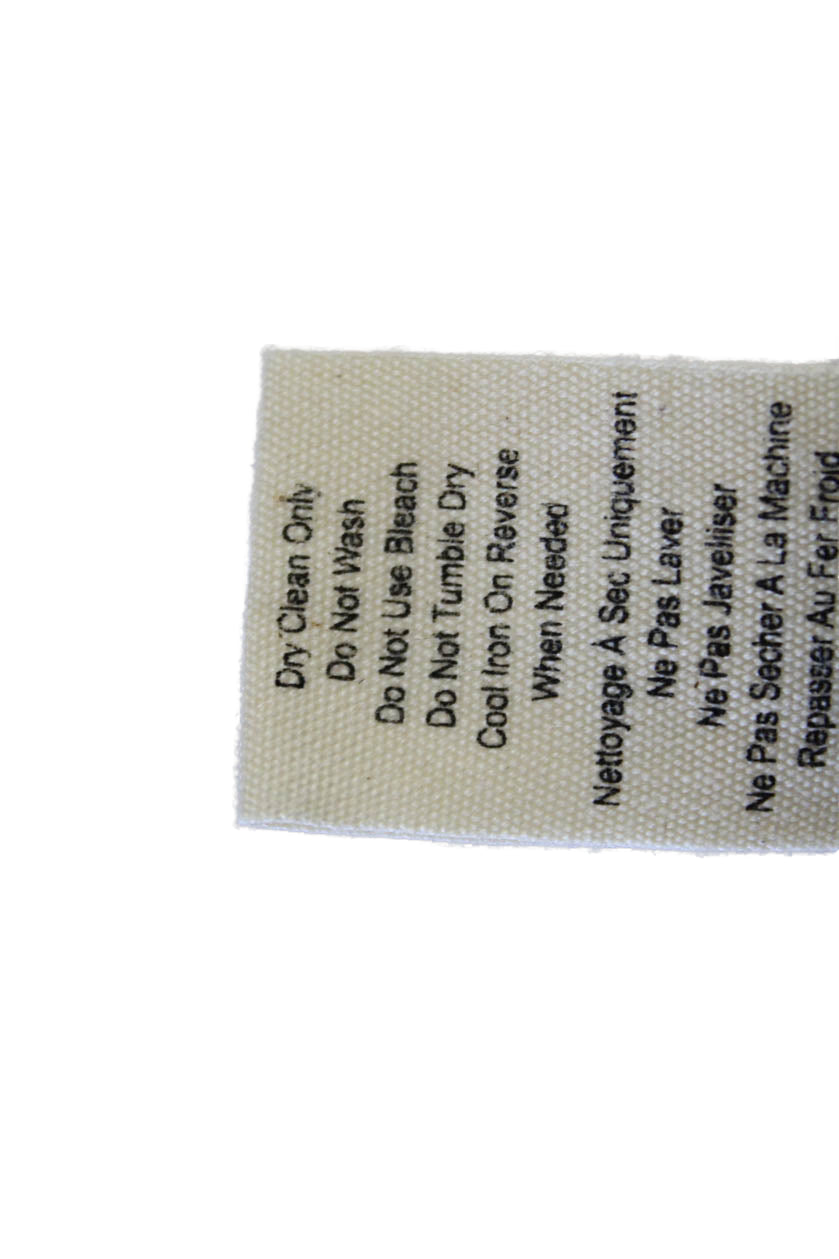 Dry Clean Only
Do Not Wash
Do Not Use Bleach
Do Not Tumble Dry
Cool Iron On Reverse
When Needed
Nettoyage A Sec Uniquement
Ne Pas Laver
Ne Pas Javelliser
Ne Pas Secher A La Machine
Repasser Au Fer Froid